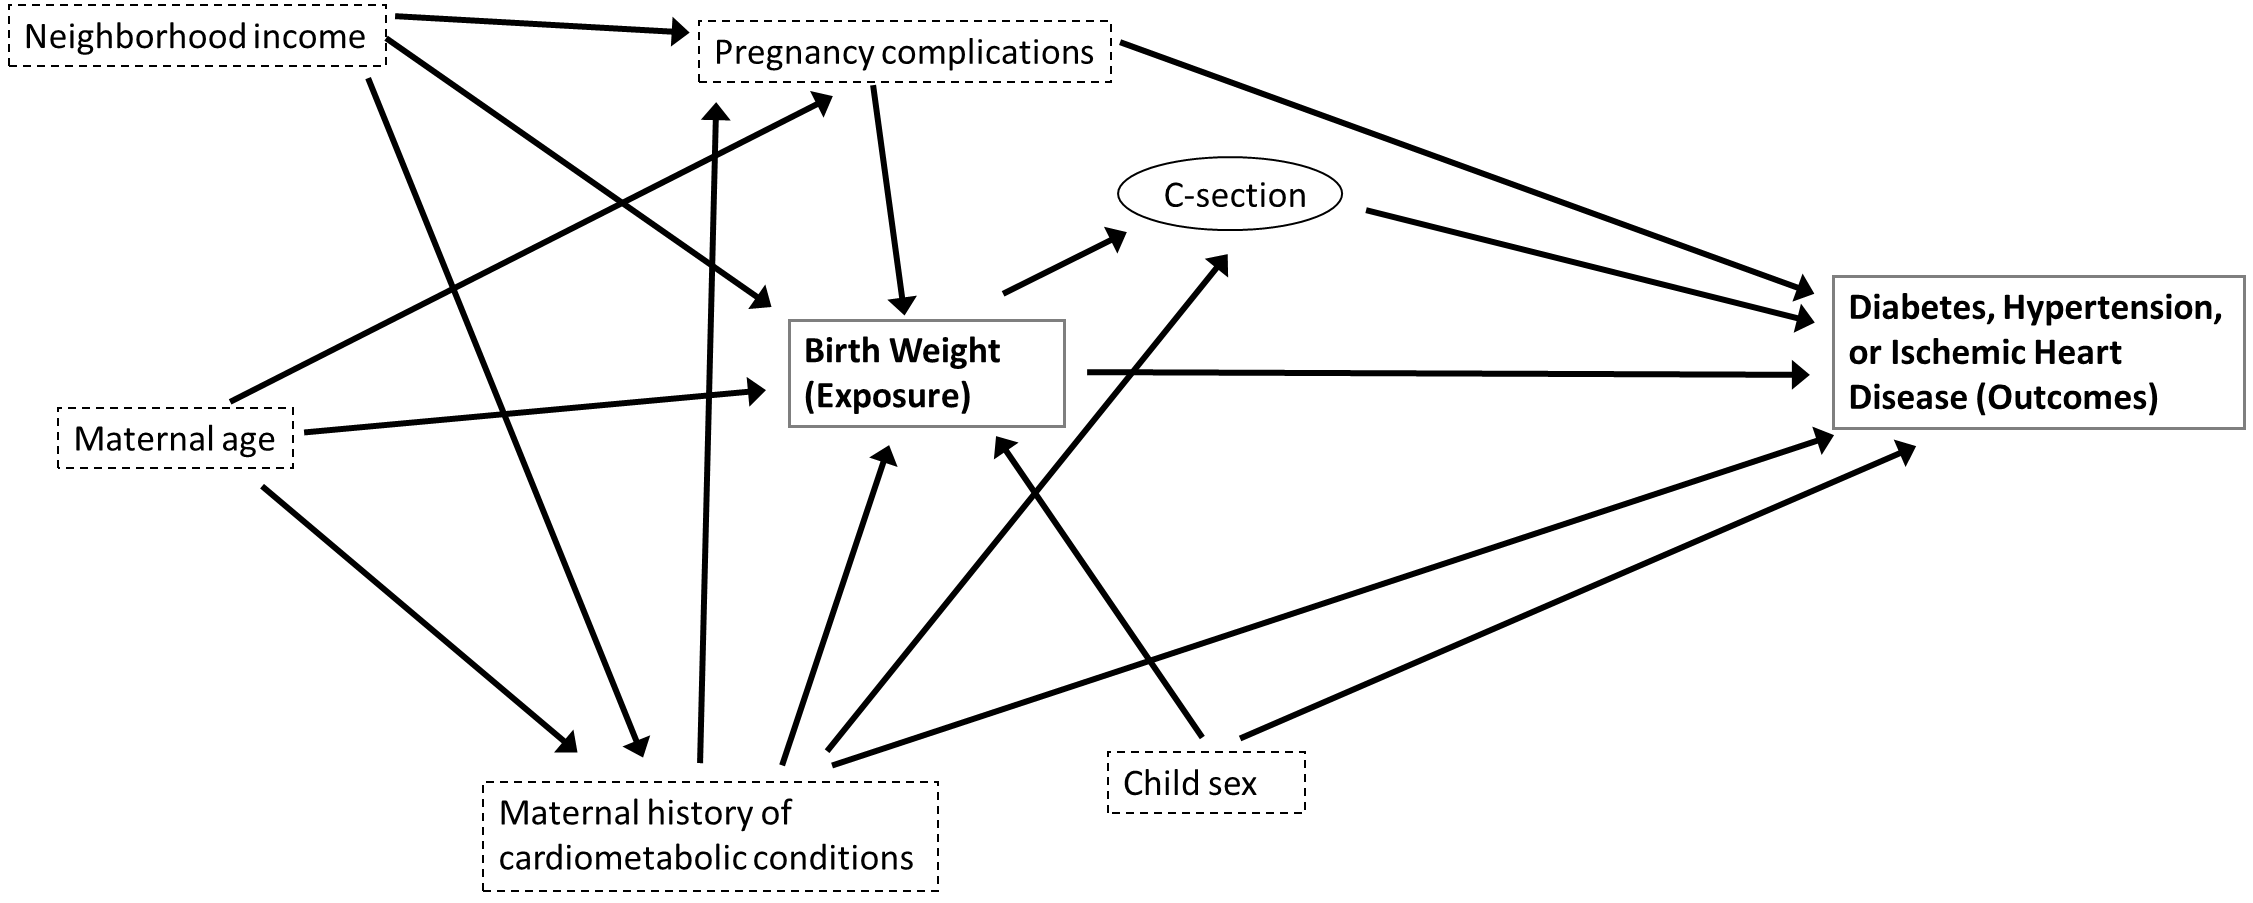 Neighborhood income
Pregnancy complications
C-section
Birth Weight
(Exposure)
Diabetes, Hypertension,
or Ischemic Heart
Disease (Outcomes)
Maternal age
Maternal history of
cardiometabolic conditions
Child sex